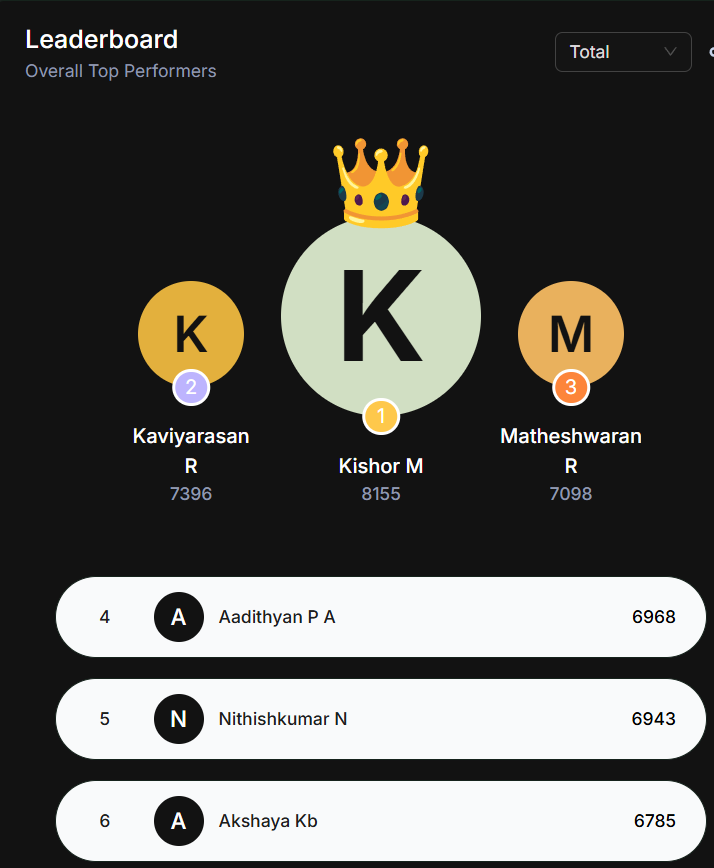 Leaderboard
Overall Top Performers
Total
K
K
M
2
1
3
Kaviyarasan
R
7396
Kishor M
8155
Matheshwaran
R
7098
4 A Aadithyan P A 6968
5 N Nithishkumar N 6943
6 A Akshaya Kb 6785